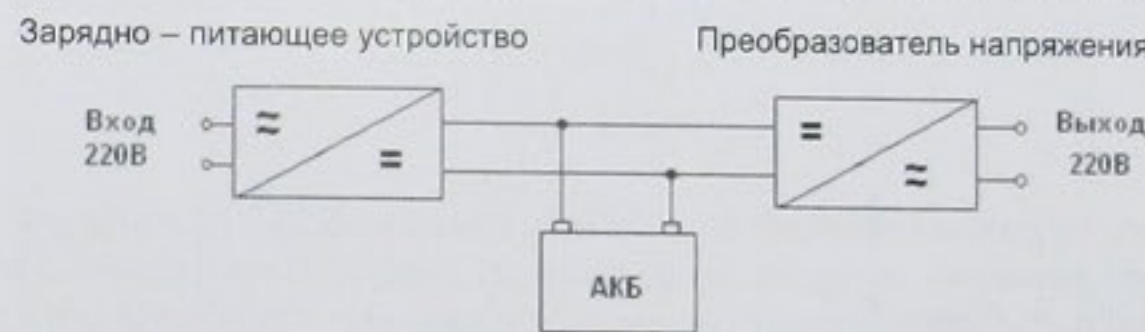 Зарядно – питающее устройство
Преобразователь напряжения
Вход
220В
≈
=
=
≈
Выход
220В
АКБ